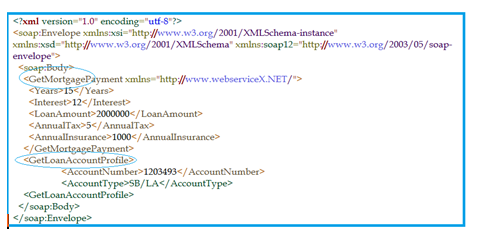 <?xml version="1.0" encoding="utf-8"?>
<soap:Envelope xmlns:xsi="http://www.w3.org/2001/XMLSchema-instance"
xmlns:xsd="http://www.w3.org/2001/XMLSchema" xmlns:soap12="http://www.w3.org/2003/05/soap-
envelope">
<soap:Body>
<GetMortgagePayment xmlns="http://www.webserviceX.NET/">
<Years>15</Years>
<Interest>12</Interest>
<LoanAmount>2000000</LoanAmount>
<AnnualTax>5</AnnualTax>
<AnnualInsurance>1000</AnnualInsurance>
</GetMortgagePayment>
<GetLoanAccountProfile>
<AccountNumber>1203493</AccountNumber>
<AccountType>SB/LA</AccountType>
<GetLoanAccountProfile>
</soap:Body>
</soap:Envelope>